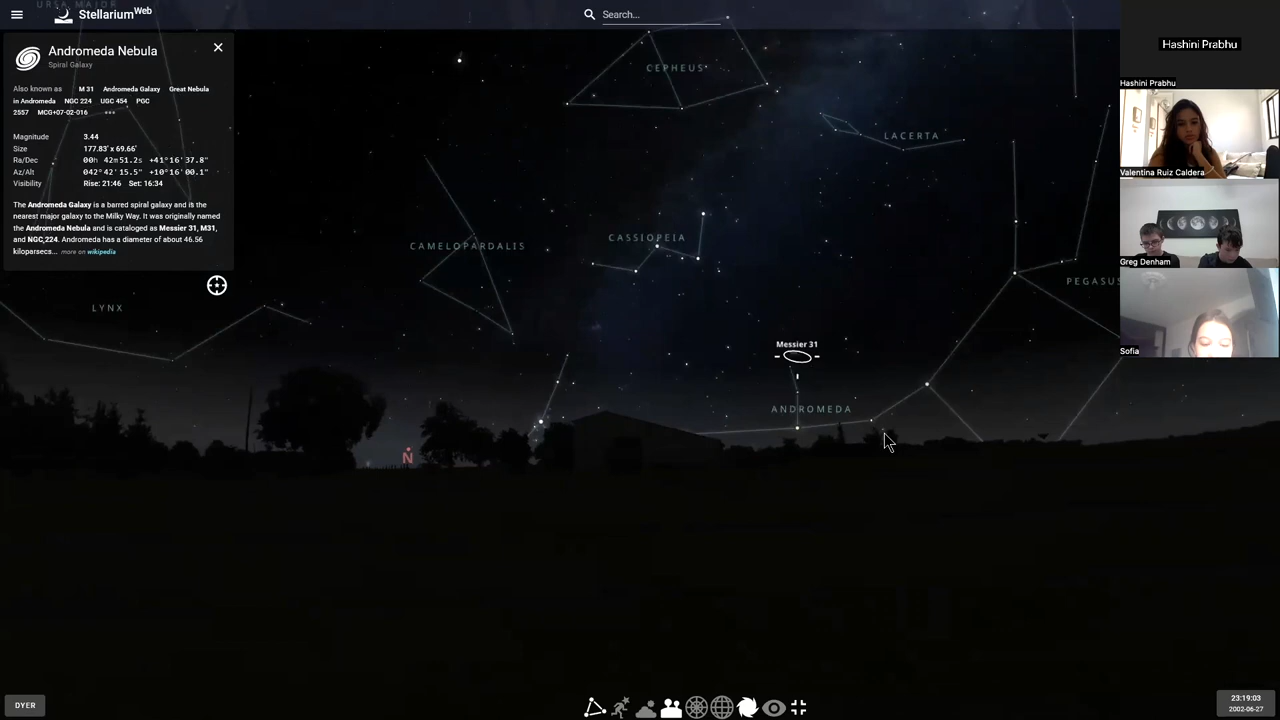 URSA MAJOR
StellariumWeb
Search...
Andromeda Nebula
Spiral Galaxy
Also known as M 31 Andromeda Galaxy Great Nebula
in Andromeda NGC 224 UGC 454 PGC
2557 MCG+07-02-016 •••
Magnitude 3.44
Size 177.83' x 69.66'
Ra/Dec 00h 42m51.2s +41°16'37.8"
Az/Alt 042°42'15.5" +10°16'00.1"
Visibility Rise: 21:46 Set: 16:34
The Andromeda Galaxy is a barred spiral galaxy and is the
nearest major galaxy to the Milky Way. It was originally named
the Andromeda Nebula and is cataloged as Messier 31, M31,
and NGC 224. Andromeda has a diameter of about 46.56
kiloparsecs... more on wikipedia
CEPHEUS
LACERTA
CASSIOPEIA
CAMELOPARDALIS
PEGASUS
LYNX
Messier 31
ANDROMEDA
N
Hashini Prabhu
Hashini Prabhu
Valentina Ruiz Caldera
Greg Denham
Sofia
DYER
23:19:03
2002-06-27